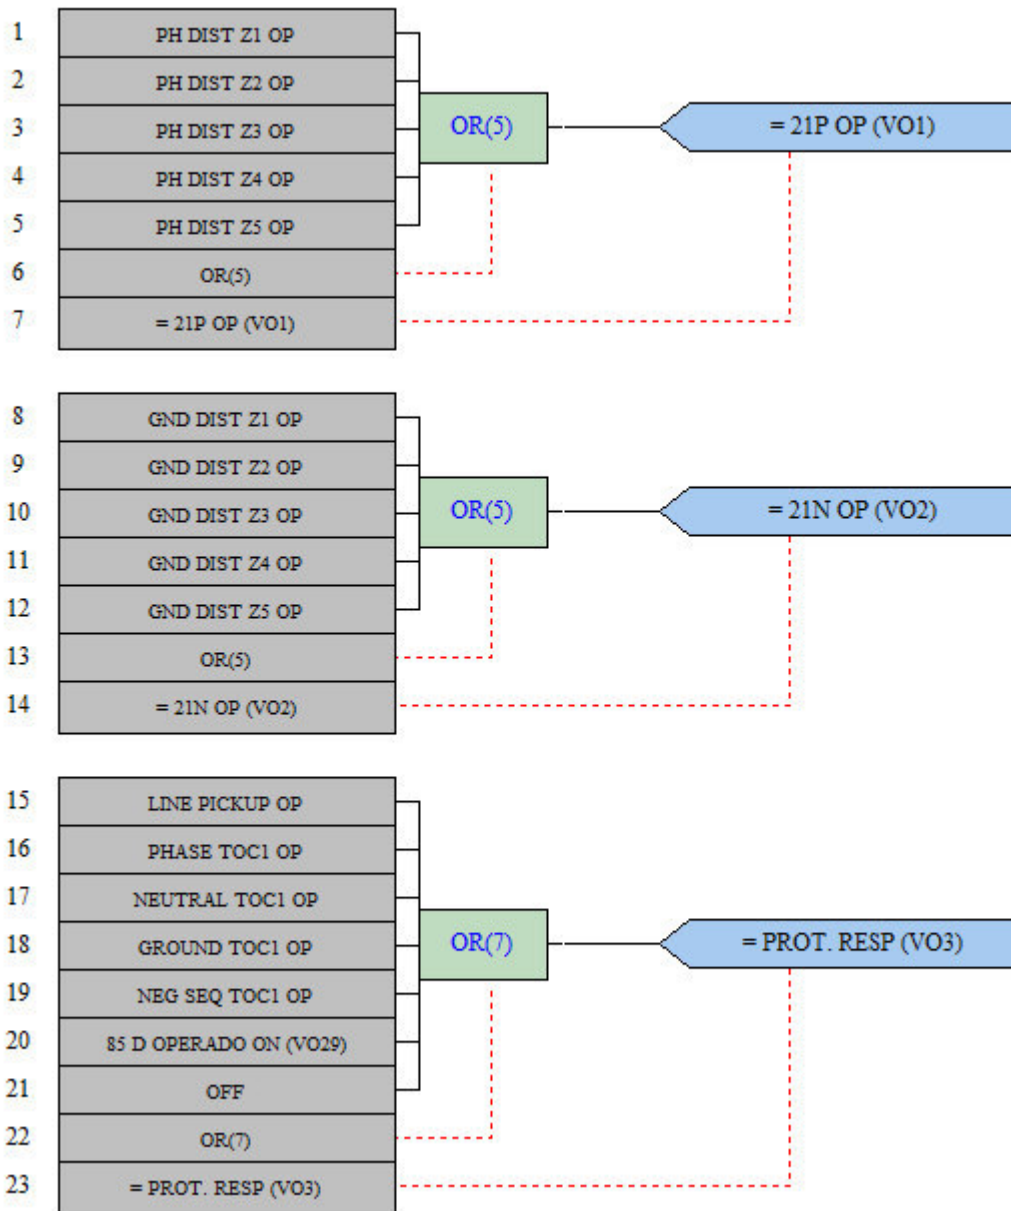 1 PH DIST Z1 OP
2 PH DIST Z2 OP
3 PH DIST Z3 OP
4 PH DIST Z4 OP
5 PH DIST Z5 OP
6 OR(5)
7 = 21P OP (VO1)
OR(5)
= 21P OP (VO1)
8 GND DIST Z1 OP
9 GND DIST Z2 OP
10 GND DIST Z3 OP
11 GND DIST Z4 OP
12 GND DIST Z5 OP
13 OR(5)
14 = 21N OP (VO2)
OR(5)
= 21N OP (VO2)
15 LINE PICKUP OP
16 PHASE TOC1 OP
17 NEUTRAL TOC1 OP
18 GROUND TOC1 OP
19 NEG SEQ TOC1 OP
20 85 D OPERADO ON (VO29)
21 OFF
22 OR(7)
23 = PROT. RESP (VO3)
OR(7)
= PROT. RESP (VO3)